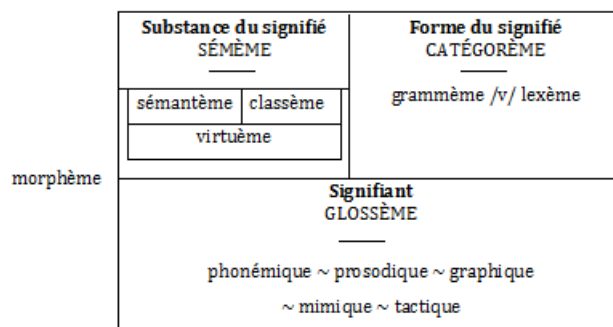 Substance du signifié
SÉMÈME
sémantème classème
virtuème
Forme du signifié
CATÉGORÈME
grammème /v/ lexème
morphème
Signifiant
GLOSSÈME
phonémique ~ prosodique ~ graphique
~ mimique ~ tactique